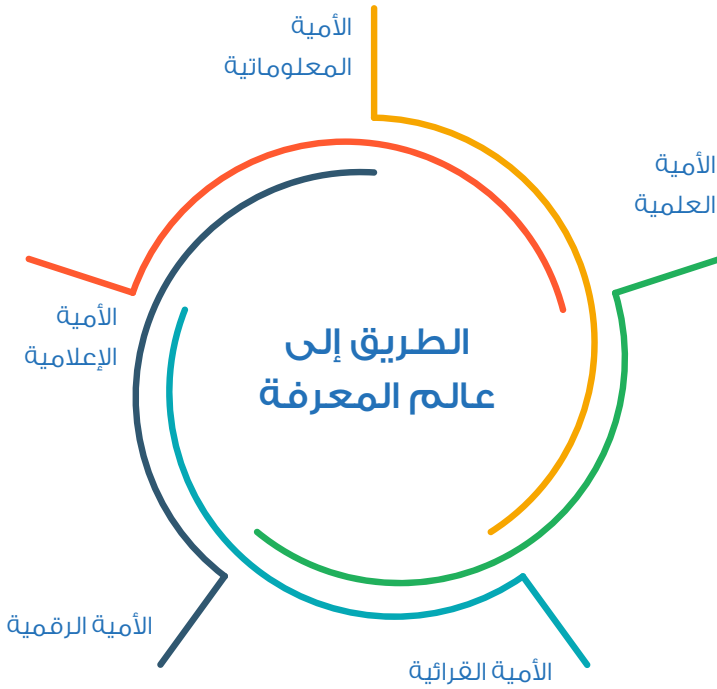 الأمية
المعلوماتية
الأمية
العلمية
الأمية
الإعلامية
الطريق إلى
عالم المعرفة
الأمية الرقمية
الأمية القرائية